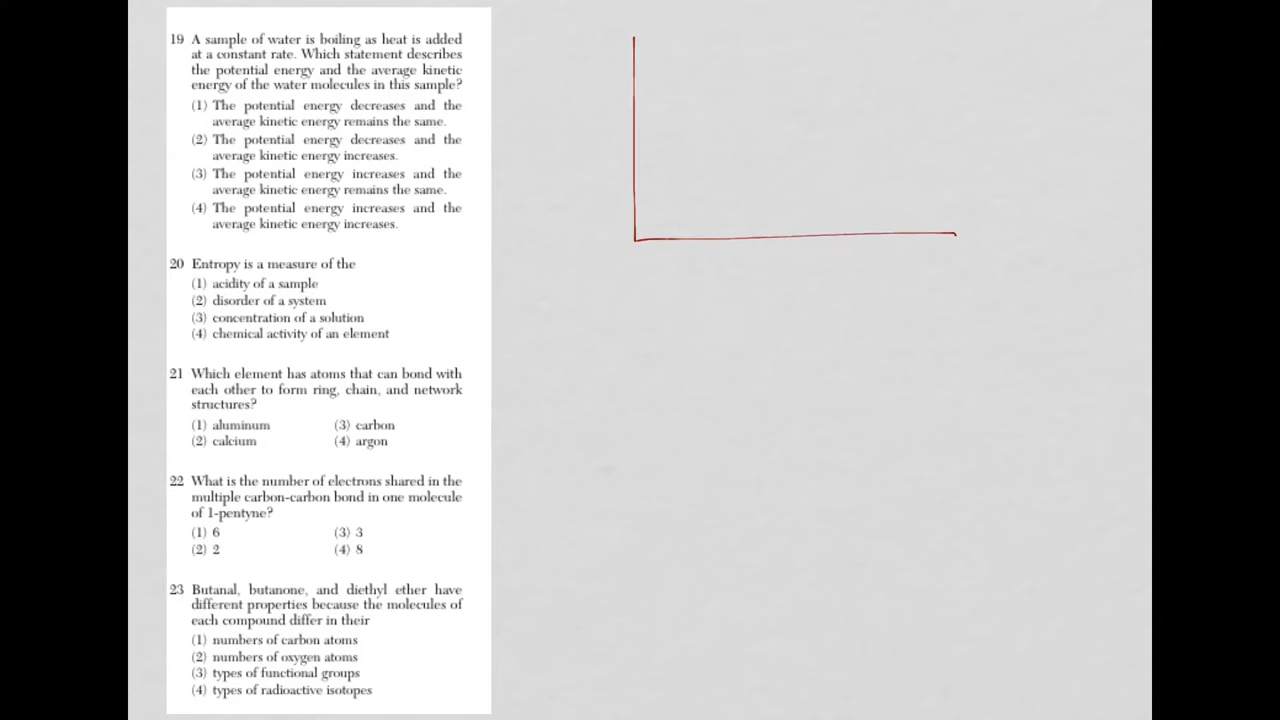 19 A sample of water is boiling as heat is added
at a constant rate. Which statement describes
the potential energy and the average kinetic
energy of the water molecules in this sample?
(1) The potential energy decreases and the
average kinetic energy remains the same.
(2) The potential energy decreases and the
average kinetic energy increases.
(3) The potential energy increases and the
average kinetic energy remains the same.
(4) The potential energy increases and the
average kinetic energy increases.
20 Entropy is a measure of the
(1) acidity of a sample
(2) disorder of a system
(3) concentration of a solution
(4) chemical activity of an element
21 Which element has atoms that can bond with
each other to form ring, chain, and network
structures?
(1) aluminum (3) carbon
(2) calcium (4) argon
22 What is the number of electrons shared in the
multiple carbon-carbon bond in one molecule
of 1-pentyne?
(1) 6 (3) 3
(2) 2 (4) 8
23 Butanal, butanone, and diethyl ether have
different properties because the molecules of
each compound differ in their
(1) numbers of carbon atoms
(2) numbers of oxygen atoms
(3) types of functional groups
(4) types of radioactive isotopes